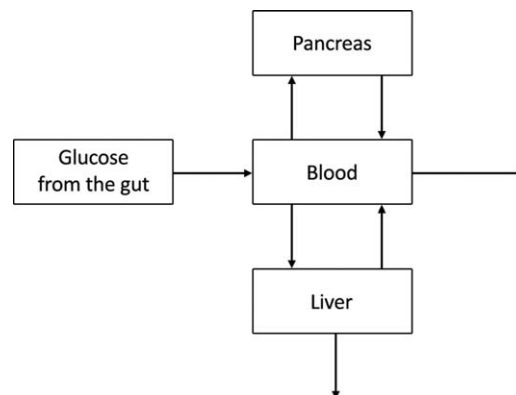 Pancreas
Glucose
from the gut
Blood
Liver